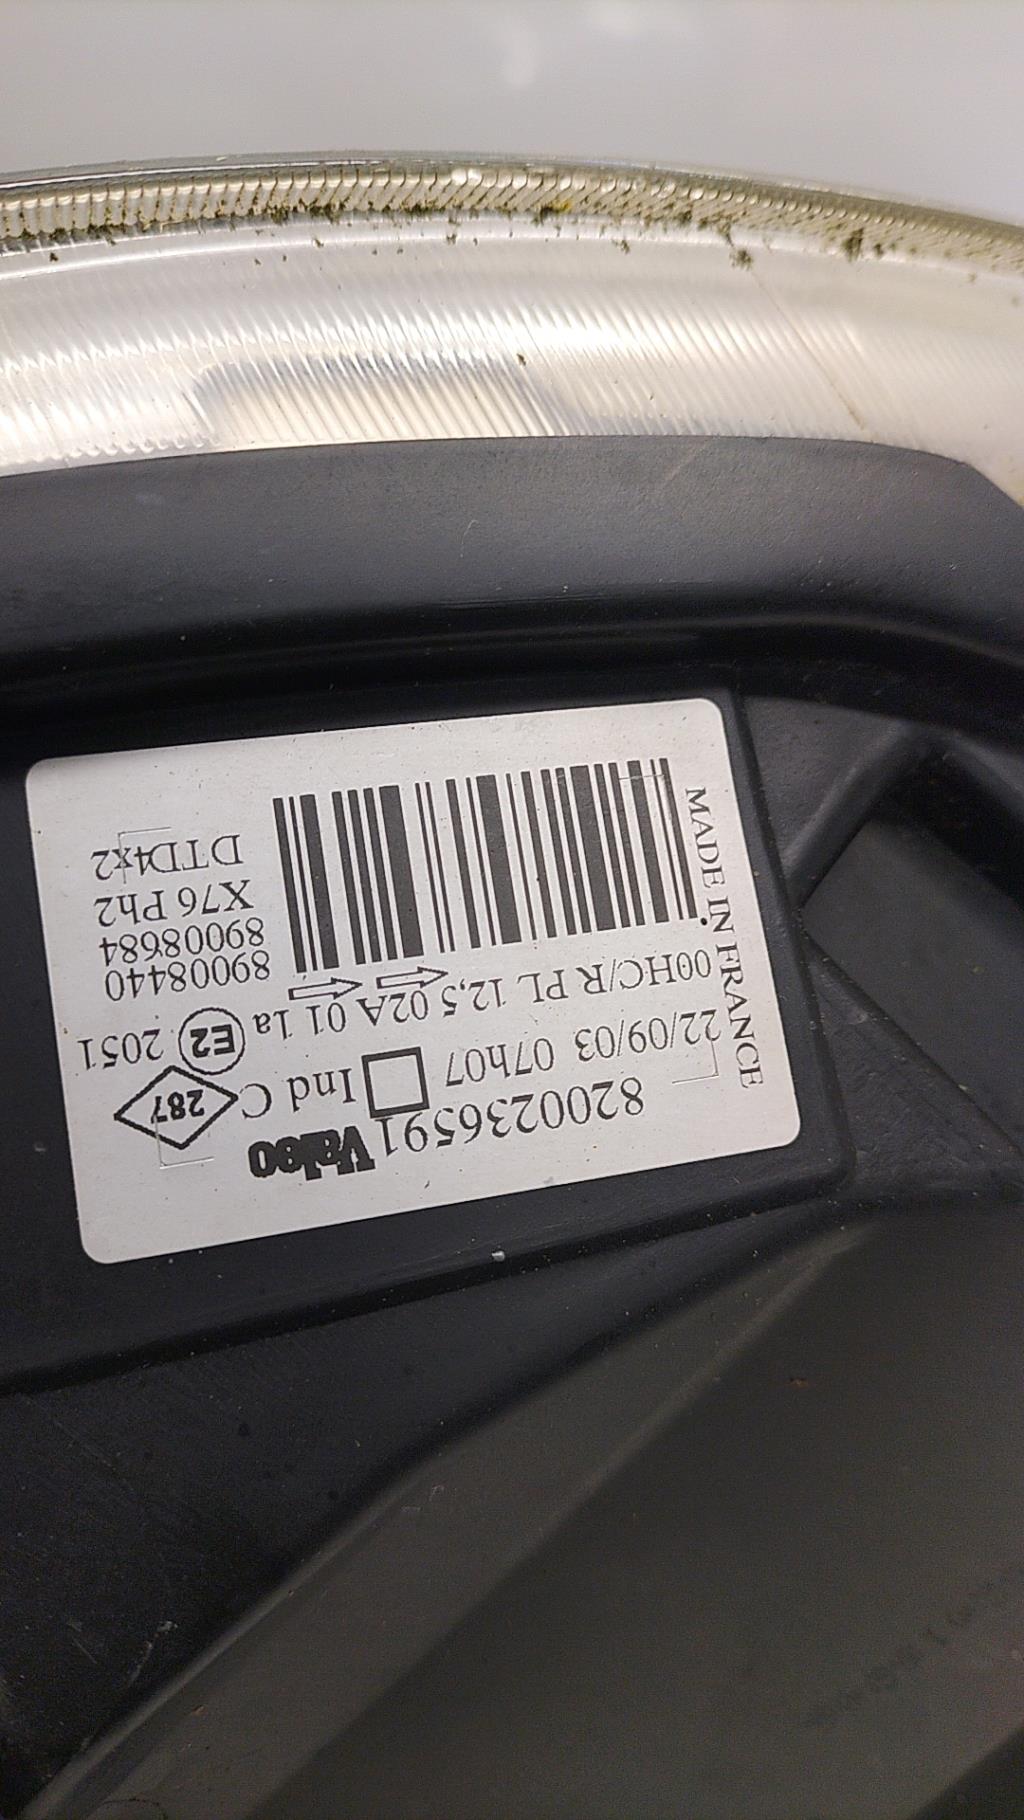 8200236591 Valeo
22/09/03 07h07 Ind C 287
00HC/R PL 12,5 02A 01 1a E2 2051
MADE IN FRANCE
89008440
89008684
X76 Ph2
DTD4x2